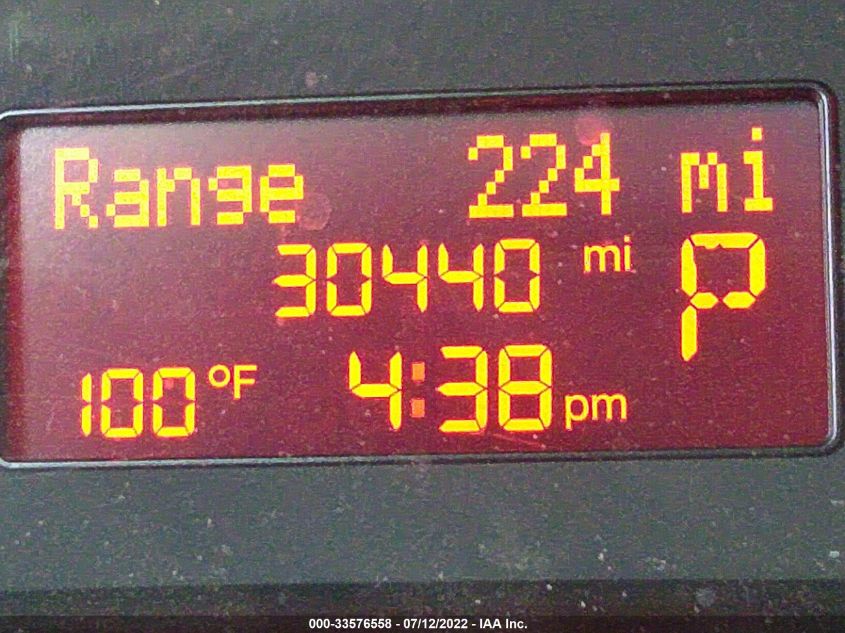 Range 224 mi
30440 mi P
100°F 4:38 pm
000-33576558 - 07/12/2022 - IAA Inc.